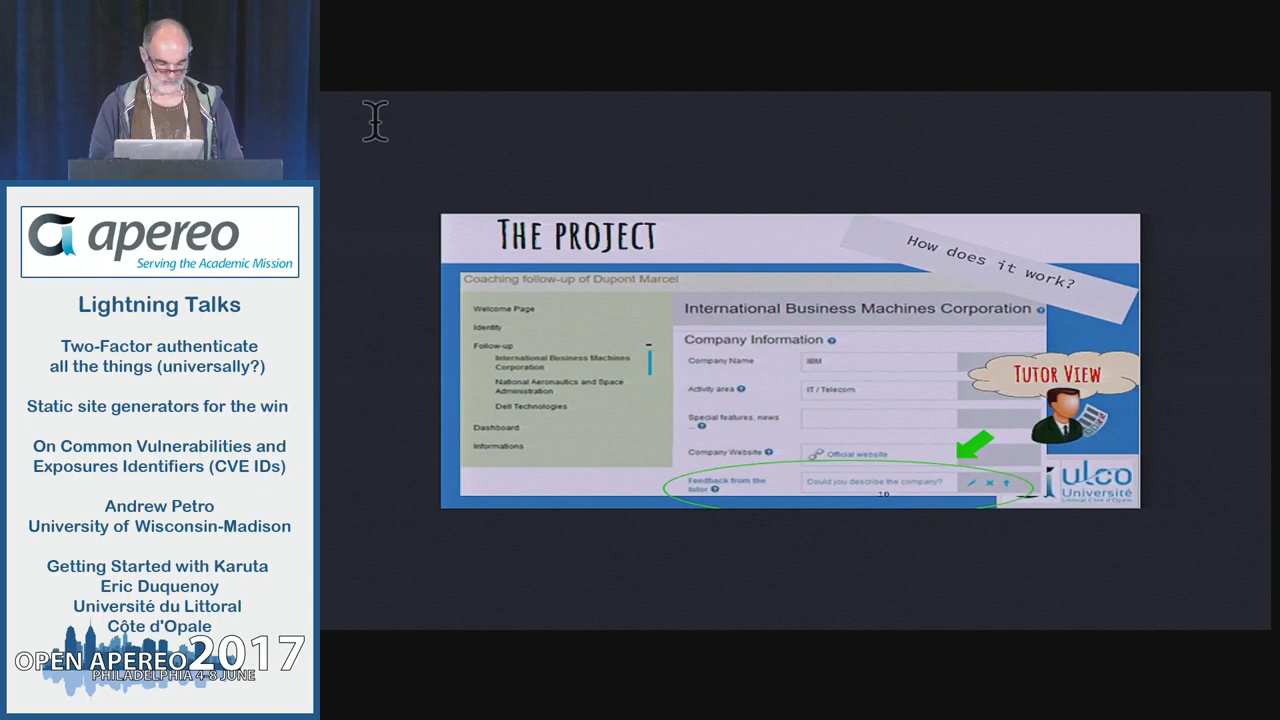 apereo
Serving the Academic Mission
Lightning Talks
Two-Factor authenticate
all the things (universally?)
Static site generators for the win
On Common Vulnerabilities and
Exposures Identifiers (CVE IDs)
Andrew Petro
University of Wisconsin-Madison
Getting Started with Karuta
Eric Duquenoy
Université du Littoral
Côte d'Opale
OPEN APEREO 2017
PHILADELPHIA 4-8 JUNE
THE PROJECT
How does it work?
Coaching follow-up of Dupont Marcel
Welcome Page
Identity
Follow-up
International Business Machines
Corporation
National Aeronautics and Space
Administration
Dell Technologies
Dashboard
Informations
International Business Machines Corporation
Company Information
Company Name IBM
Activity area IT / Telecom
Special features, news
...
Company Website Official website
Feedback from the
tutor
Could you describe the company?
10
TUTOR VIEW
ulco
Université
Littoral Côte d'Opale